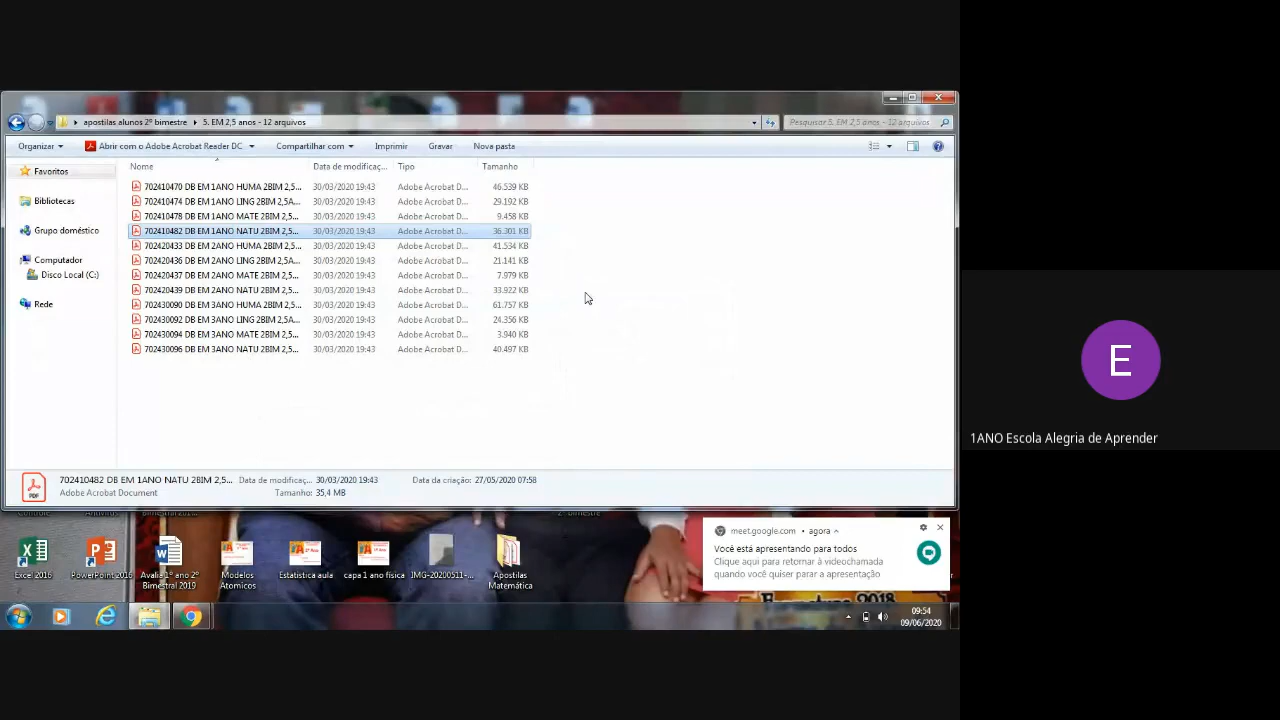 apostilas alunos 2º bimestre ▸ 5. EM 2,5 anos - 12 arquivos
Pesquisar 5. EM 2,5 anos - 12 arquivos
Organizar Abrir com o Adobe Acrobat Reader DC Compartilhar com Imprimir Gravar Nova pasta
Favoritos
Bibliotecas
Grupo doméstico
Computador
Disco Local (C:)
Rede
Nome Data de modificaç... Tipo Tamanho
702410470 DB EM 1ANO HUMA 2BIM 2,5... 30/03/2020 19:43 Adobe Acrobat D... 46.539 KB
702410474 DB EM 1ANO LING 2BIM 2,5A... 30/03/2020 19:43 Adobe Acrobat D... 29.192 KB
702410478 DB EM 1ANO MATE 2BIM 2,5... 30/03/2020 19:43 Adobe Acrobat D... 9.458 KB
702410482 DB EM 1ANO NATU 2BIM 2,5... 30/03/2020 19:43 Adobe Acrobat D... 36.301 KB
702420433 DB EM 2ANO HUMA 2BIM 2,5... 30/03/2020 19:43 Adobe Acrobat D... 41.534 KB
702420436 DB EM 2ANO LING 2BIM 2,5A... 30/03/2020 19:43 Adobe Acrobat D... 21.141 KB
702420437 DB EM 2ANO MATE 2BIM 2,5... 30/03/2020 19:43 Adobe Acrobat D... 7.979 KB
702420439 DB EM 2ANO NATU 2BIM 2,5... 30/03/2020 19:43 Adobe Acrobat D... 33.922 KB
702430090 DB EM 3ANO HUMA 2BIM 2,5... 30/03/2020 19:43 Adobe Acrobat D... 61.757 KB
702430092 DB EM 3ANO LING 2BIM 2,5A... 30/03/2020 19:43 Adobe Acrobat D... 24.356 KB
702430094 DB EM 3ANO MATE 2BIM 2,5... 30/03/2020 19:43 Adobe Acrobat D... 3.940 KB
702430096 DB EM 3ANO NATU 2BIM 2,5... 30/03/2020 19:43 Adobe Acrobat D... 40.497 KB
702410482 DB EM 1ANO NATU 2BIM 2,5... Data de modificaç... 30/03/2020 19:43 Data da criação: 27/05/2020 07:58
Adobe Acrobat Document Tamanho: 35,4 MB
PDF
E
1ANO Escola Alegria de Aprender
meet.google.com • agora
Você está apresentando para todos
Clique aqui para retornar à videochamada
quando você quiser parar a apresentação
Excel 2016
PowerPoint 2016
Avalia 1º ano 2º
Bimestral 2019
Modelos
Atomicos
Estatistica aula
capa 1 ano física
IMG-20200511-...
Apostilas
Matemática
09:54
09/06/2020